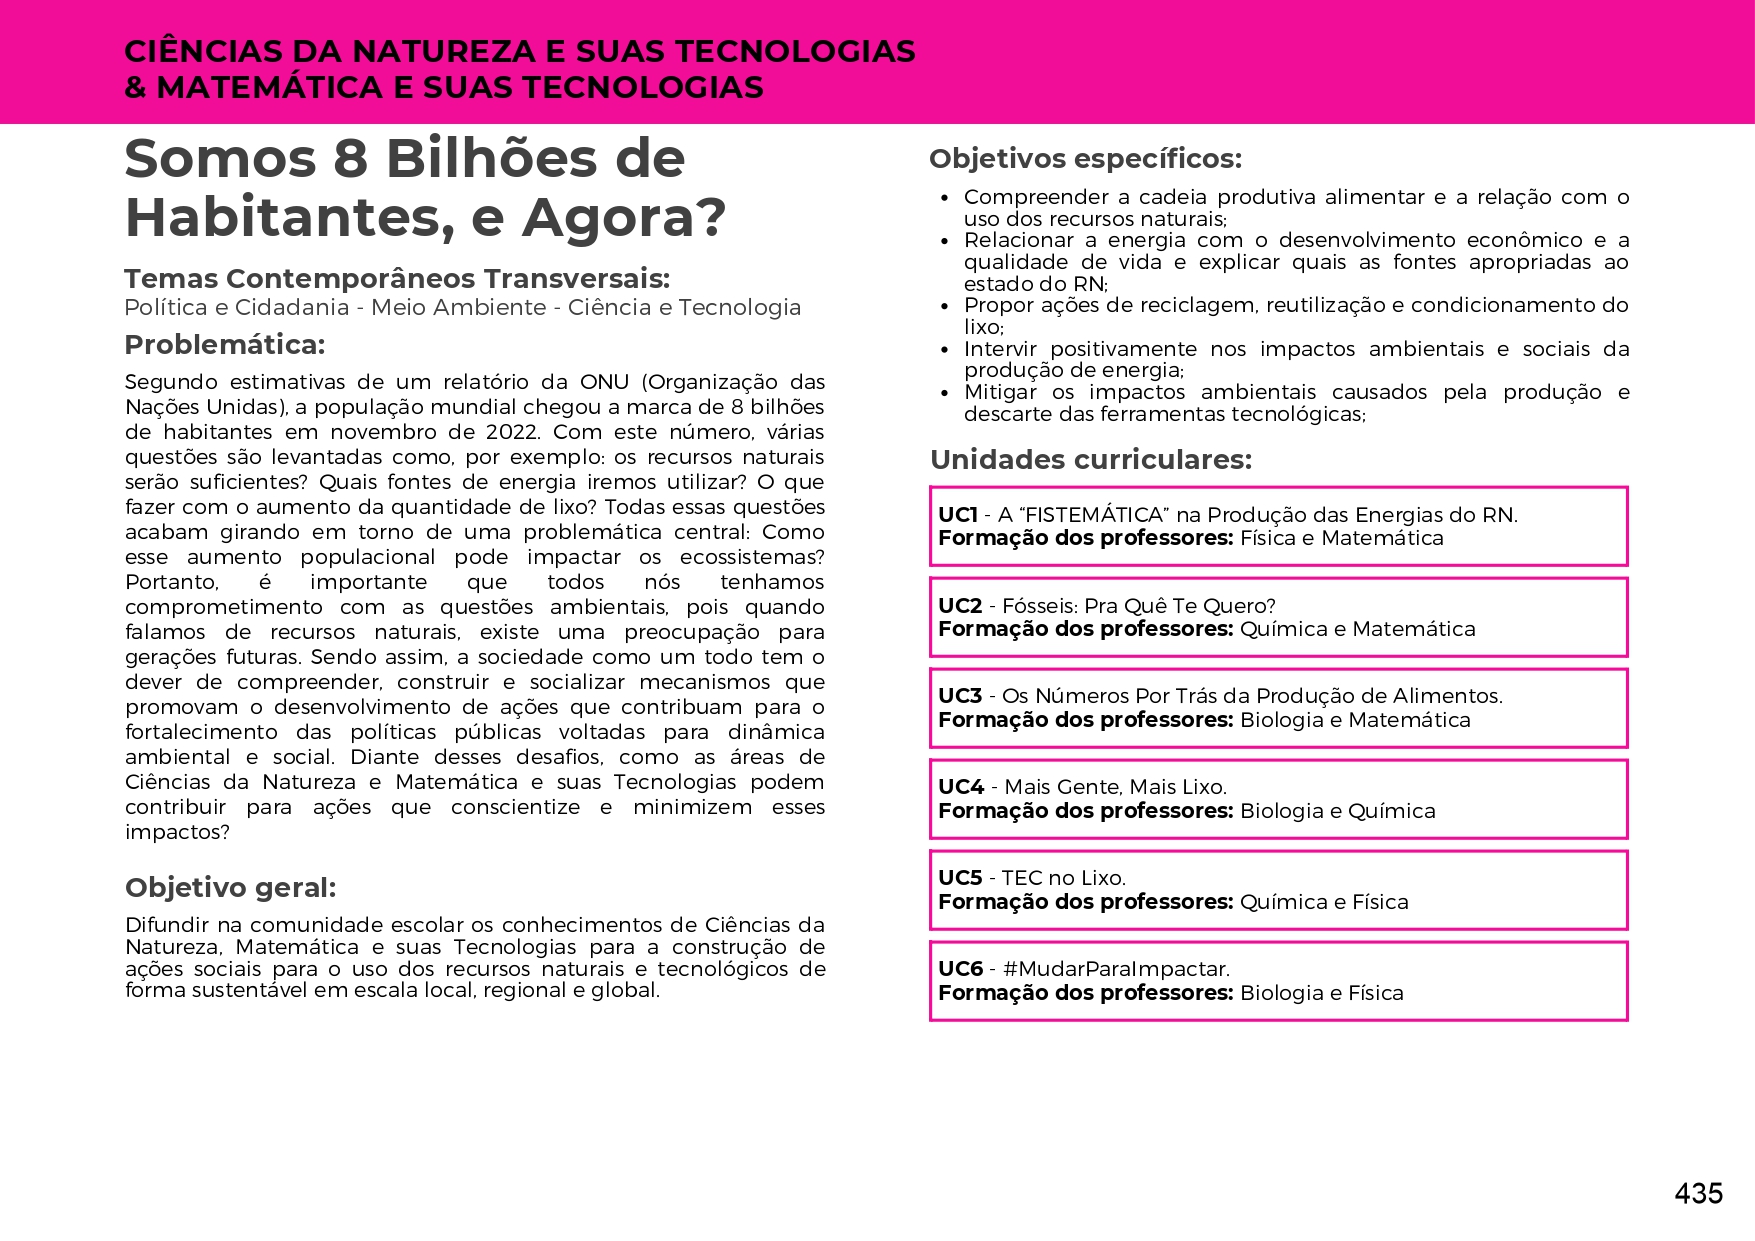 CIÊNCIAS DA NATUREZA E SUAS TECNOLOGIAS
& MATEMÁTICA E SUAS TECNOLOGIAS
Somos 8 Bilhões de
Habitantes, e Agora?
Temas Contemporâneos Transversais:
Política e Cidadania - Meio Ambiente - Ciência e Tecnologia
Problemática:
Segundo estimativas de um relatório da ONU (Organização das
Nações Unidas), a população mundial chegou a marca de 8 bilhões
de habitantes em novembro de 2022. Com este número, várias
questões são levantadas como, por exemplo: os recursos naturais
serão suficientes? Quais fontes de energia iremos utilizar? O que
fazer com o aumento da quantidade de lixo? Todas essas questões
acabam girando em torno de uma problemática central: Como
esse aumento populacional pode impactar os ecossistemas?
Portanto, é importante que todos nós tenhamos
comprometimento com as questões ambientais, pois quando
falamos de recursos naturais, existe uma preocupação para
gerações futuras. Sendo assim, a sociedade como um todo tem o
dever de compreender, construir e socializar mecanismos que
promovam o desenvolvimento de ações que contribuam para o
fortalecimento das políticas públicas voltadas para dinâmica
ambiental e social. Diante desses desafios, como as áreas de
Ciências da Natureza e Matemática e suas Tecnologias podem
contribuir para ações que conscientize e minimizem esses
impactos?
Objetivo geral:
Difundir na comunidade escolar os conhecimentos de Ciências da
Natureza, Matemática e suas Tecnologias para a construção de
ações sociais para o uso dos recursos naturais e tecnológicos de
forma sustentável em escala local, regional e global.
Objetivos específicos:
• Compreender a cadeia produtiva alimentar e a relação com o
uso dos recursos naturais;
• Relacionar a energia com o desenvolvimento econômico e a
qualidade de vida e explicar quais as fontes apropriadas ao
estado do RN;
• Propor ações de reciclagem, reutilização e condicionamento do
lixo;
• Intervir positivamente nos impactos ambientais e sociais da
produção de energia;
• Mitigar os impactos ambientais causados pela produção e
descarte das ferramentas tecnológicas;
Unidades curriculares:
UC1 - A “FISTEMÁTICA” na Produção das Energias do RN.
Formação dos professores: Física e Matemática
UC2 - Fósseis: Pra Quê Te Quero?
Formação dos professores: Química e Matemática
UC3 - Os Números Por Trás da Produção de Alimentos.
Formação dos professores: Biologia e Matemática
UC4 - Mais Gente, Mais Lixo.
Formação dos professores: Biologia e Química
UC5 - TEC no Lixo.
Formação dos professores: Química e Física
UC6 - #MudarParaImpactar.
Formação dos professores: Biologia e Física
435